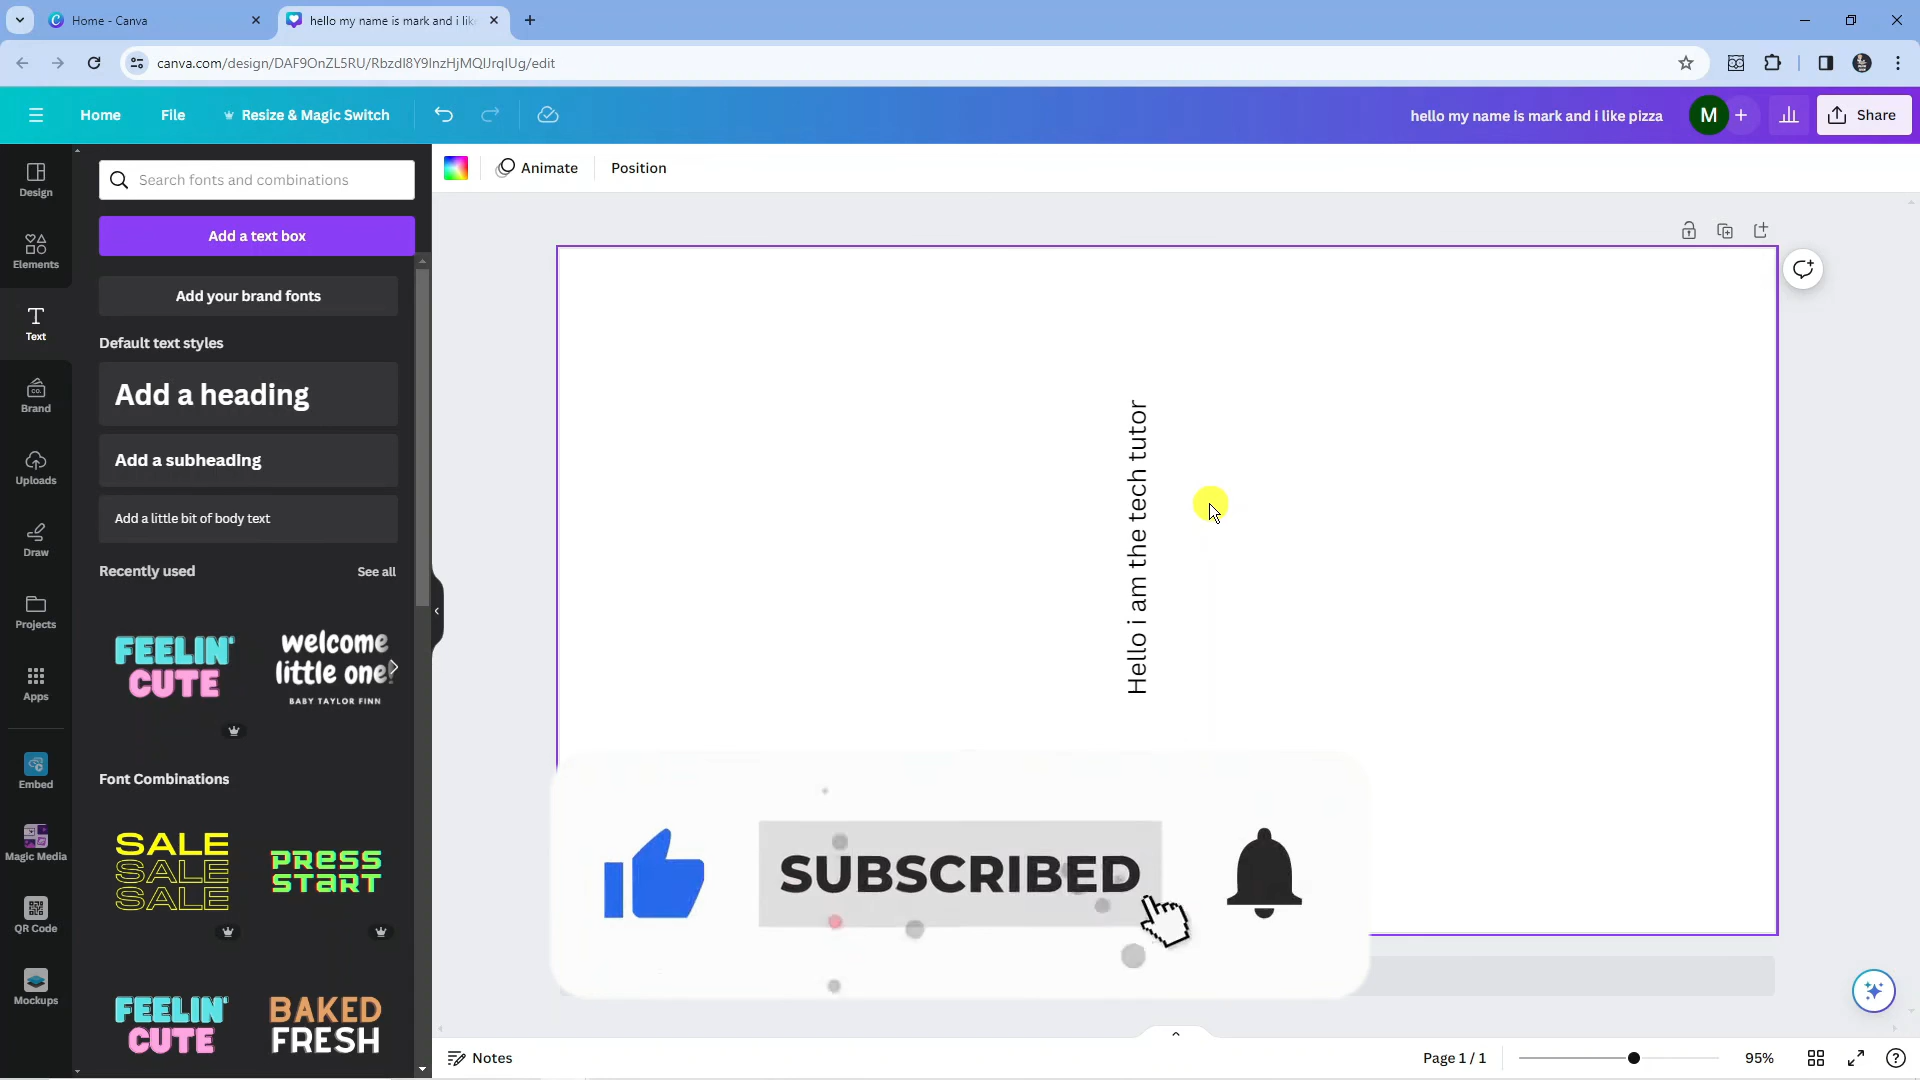 Home - Canva
hello my name is mark and i lik
canva.com/design/DAF9OnZL5RU/RbzdI8Y9InzHjMQIJrqlUg/edit
Home
File
Resize & Magic Switch
hello my name is mark and i like pizza
M
Share
Design
Elements
Text
Brand
CO.
Uploads
Draw
Projects
Apps
Embed
Magic Media
QR Code
Mockups
Search fonts and combinations
Add a text box
Add your brand fonts
Default text styles
Add a heading
Add a subheading
Add a little bit of body text
Recently used
See all
FEELIN'
CUTE
welcome
little one!
BABY TAYLOR FINN
Font Combinations
SALE
SALE
SALE
PRESS
START
FEELIN'
CUTE
BAKED
FRESH
Animate
Position
Hello i am the tech tutor
SUBSCRIBED
Notes
Page 1 / 1
95%